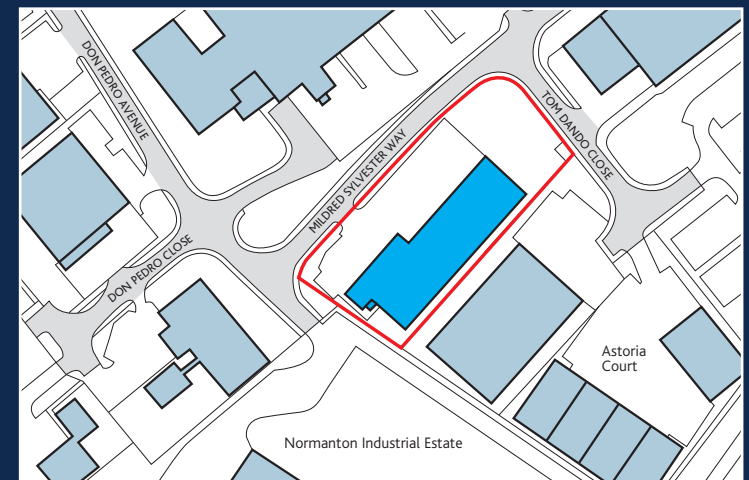 DON PEDRO AVENUE
TOM DANDO CLOSE
MILDRED SYLVESTER WAY
DON PEDRO CLOSE
Astoria
Court
Normanton Industrial Estate